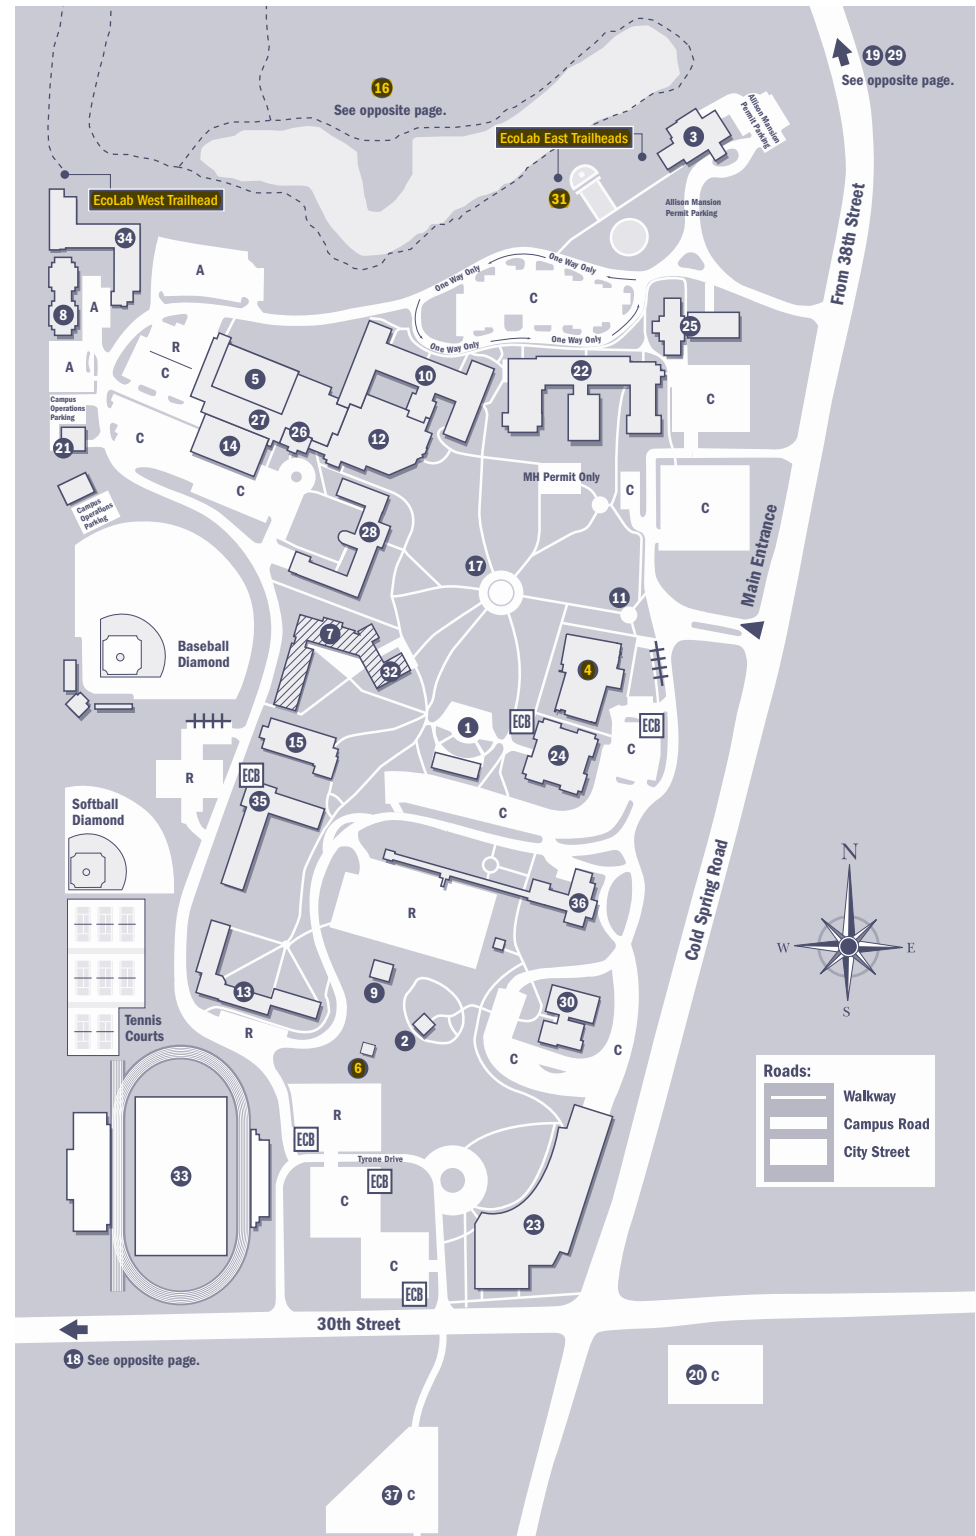 16
See opposite page.
19 29
See opposite page.
EcoLab East Trailheads
3
Allison Mansion
Permit Parking
31
Allison Mansion
Permit Parking
EcoLab West Trailhead
34
From 38th Street
A
One Way Only
One Way Only
C
8
A
25
R
One Way Only
One Way Only
A
C
5
10
22
Campus
Operations
Parking
C
27
26
12
C
21
14
C
MH Permit Only
C
C
Campus
Operations
Parking
28
Main Entrance
17
11
7
Baseball
Diamond
32
4
1
ECB
ECB
15
24
C
R
ECB
35
Softball
Diamond
C
N
Cold Spring Road
36
R
W
E
S
9
13
30
Tennis
Courts
R
2
C
C
6
Roads:
Walkway
Campus Road
City Street
R
ECB
Tyrone Drive
33
ECB
C
23
C
ECB
30th Street
18 See opposite page.
20 C
37 C